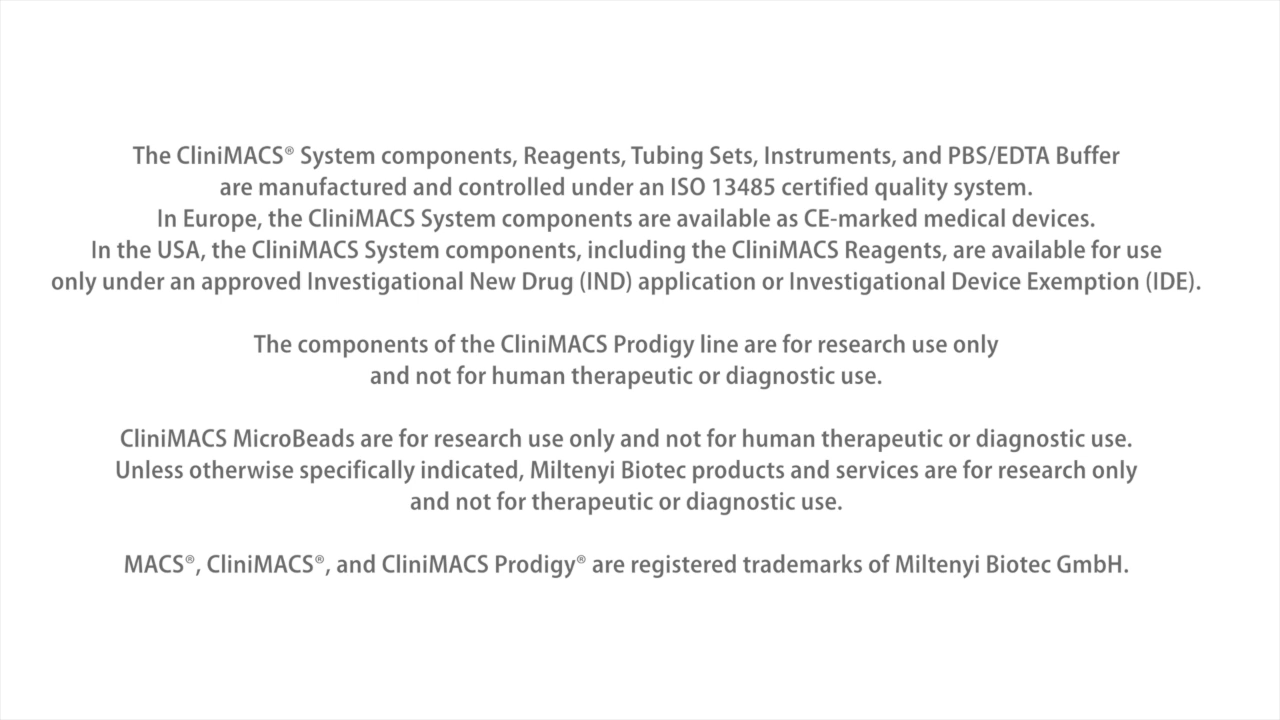 The CliniMACS® System components, Reagents, Tubing Sets, Instruments, and PBS/EDTA Buffer
are manufactured and controlled under an ISO 13485 certified quality system.
In Europe, the CliniMACS System components are available as CE-marked medical devices.
In the USA, the CliniMACS System components, including the CliniMACS Reagents, are available for use
only under an approved Investigational New Drug (IND) application or Investigational Device Exemption (IDE).
The components of the CliniMACS Prodigy line are for research use only
and not for human therapeutic or diagnostic use.
CliniMACS MicroBeads are for research use only and not for human therapeutic or diagnostic use.
Unless otherwise specifically indicated, Miltenyi Biotec products and services are for research only
and not for therapeutic or diagnostic use.
MACS®, CliniMACS®, and CliniMACS Prodigy® are registered trademarks of Miltenyi Biotec GmbH.